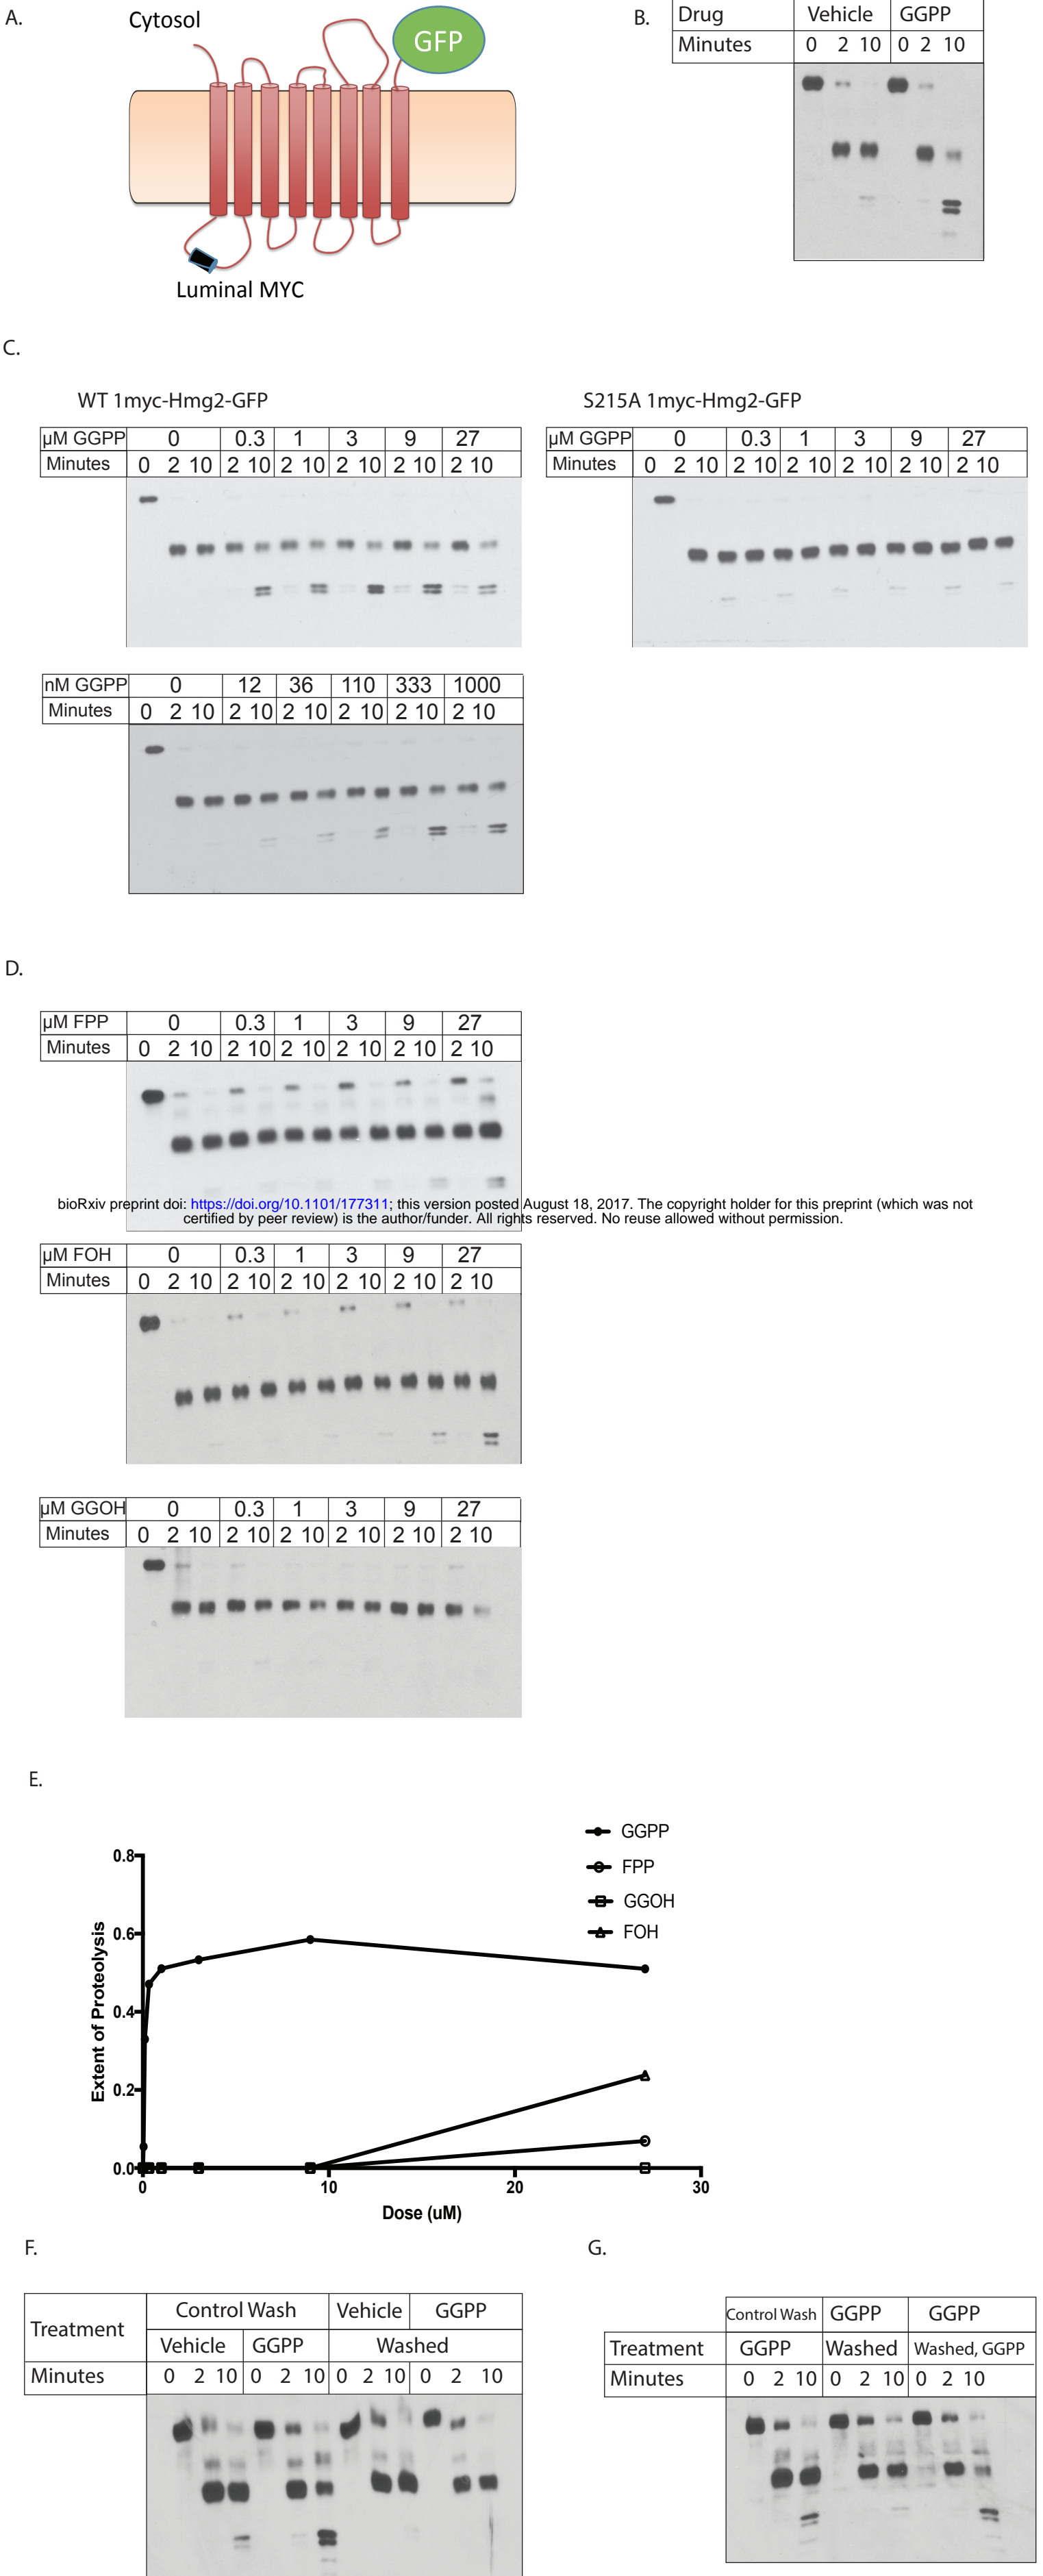 A.
Cytosol
GFP
Luminal MYC
B.
Drug Vehicle GGPP
Minutes 0 2 10 0 2 10
C.
WT 1myc-Hmg2-GFP
µM GGPP 0 0.3 1 3 9 27
Minutes 0 2 10 2 10 2 10 2 10 2 10 2 10
S215A 1myc-Hmg2-GFP
µM GGPP 0 0.3 1 3 9 27
Minutes 0 2 10 2 10 2 10 2 10 2 10 2 10
nM GGPP 0 12 36 110 333 1000
Minutes 0 2 10 2 10 2 10 2 10 2 10 2 10
D.
µM FPP 0 0.3 1 3 9 27
Minutes 0 2 10 2 10 2 10 2 10 2 10 2 10
bioRxiv preprint doi: https://doi.org/10.1101/177311; this version posted August 18, 2017. The copyright holder for this preprint (which was not
certified by peer review) is the author/funder. All rights reserved. No reuse allowed without permission.
µM FOH 0 0.3 1 3 9 27
Minutes 0 2 10 2 10 2 10 2 10 2 10 2 10
µM GGOH 0 0.3 1 3 9 27
Minutes 0 2 10 2 10 2 10 2 10 2 10 2 10
E.
GGPP
FPP
GGOH
FOH
Extent of Proteolysis
0.8
0.6
0.4
0.2
0.0
0 10 20 30
Dose (uM)
F.
Treatment
Control Wash Vehicle GGPP
Vehicle GGPP Washed
Minutes 0 2 10 0 2 10 0 2 10 0 2 10
G.
Control Wash GGPP GGPP
Treatment GGPP Washed Washed, GGPP
Minutes 0 2 10 0 2 10 0 2 10